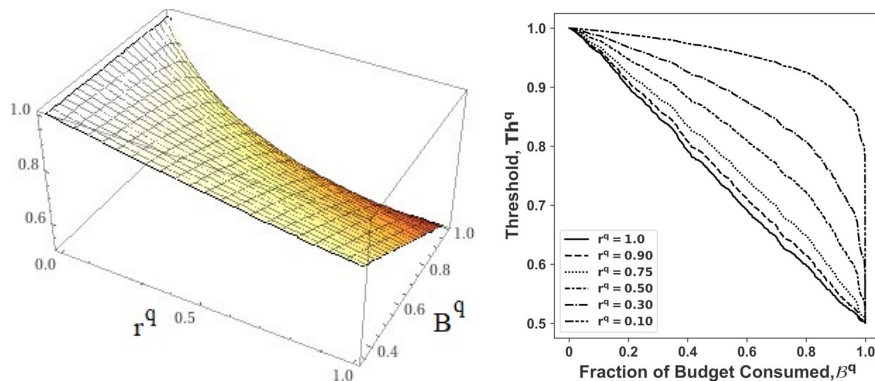 1.0
0.8
0.6
0.0
0.5
1.0
r^q
0.4
0.6
0.8
1.0
B^q
1.0
0.9
0.8
0.7
0.6
0.5
Threshold, Th^q
r^q = 1.0
r^q = 0.90
r^q = 0.75
r^q = 0.50
r^q = 0.30
r^q = 0.10
0 0.2 0.4 0.6 0.8 1.0
Fraction of Budget Consumed,ℬ^q